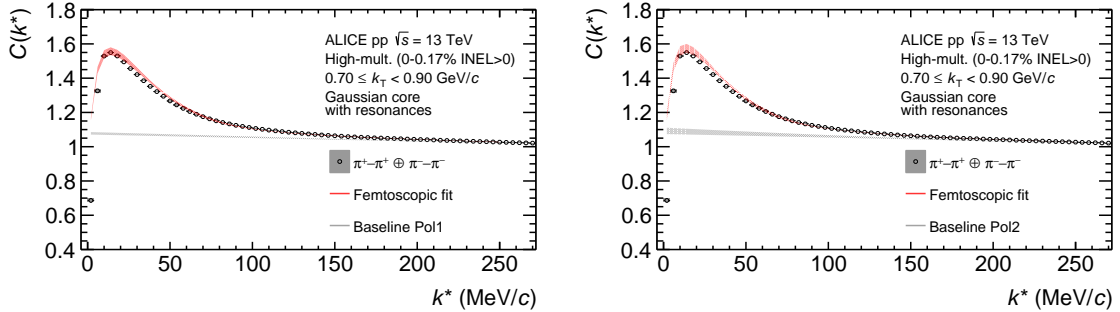 C(k*)
1.8
1.6
1.4
1.2
1
0.8
0.6
0.4
0 50 100 150 200 250
k* (MeV/c)
ALICE pp √s = 13 TeV
High-mult. (0-0.17% INEL>0)
0.70 ≤ kT < 0.90 GeV/c
Gaussian core
with resonances
π⁺–π⁺ ⊕ π⁻–π⁻
Femtoscopic fit
Baseline Pol1
C(k*)
1.8
1.6
1.4
1.2
1
0.8
0.6
0.4
0 50 100 150 200 250
k* (MeV/c)
ALICE pp √s = 13 TeV
High-mult. (0-0.17% INEL>0)
0.70 ≤ kT < 0.90 GeV/c
Gaussian core
with resonances
π⁺–π⁺ ⊕ π⁻–π⁻
Femtoscopic fit
Baseline Pol2